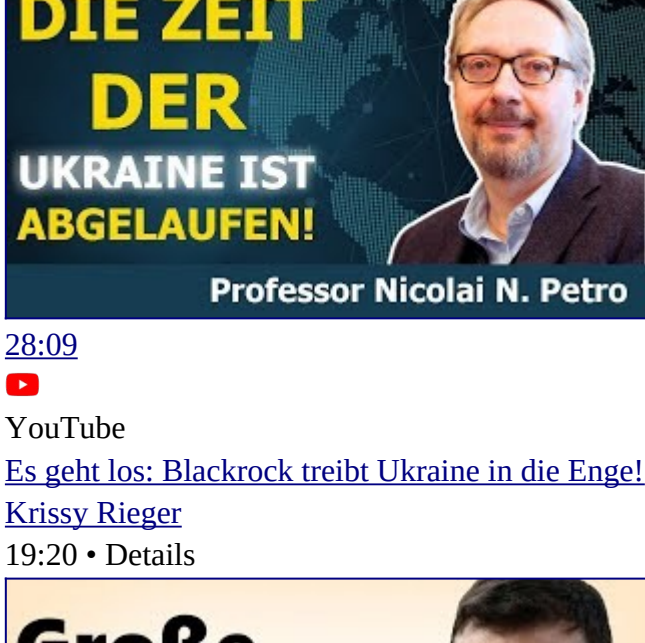 DIE ZEIT
DER
UKRAINE IST
ABGELAUFEN!
Professor Nicolai N. Petro
28:09
YouTube
Es geht los: Blackrock treibt Ukraine in die Enge!
Krissy Rieger
19:20 • Details
Große